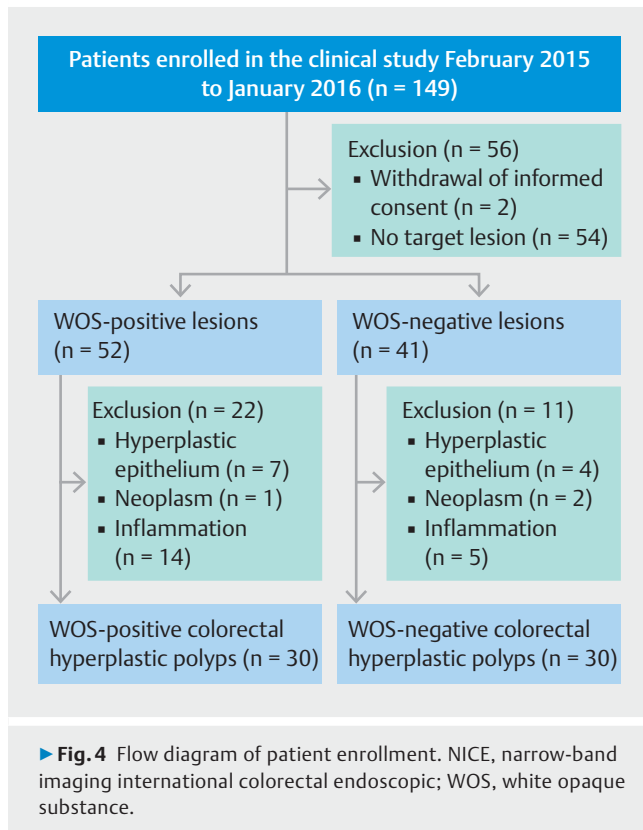 Patients enrolled in the clinical study February 2015
to January 2016 (n = 149)
Exclusion (n = 56)
▪ Withdrawal of informed
consent (n = 2)
▪ No target lesion (n = 54)
WOS-positive lesions
(n = 52)
WOS-negative lesions
(n = 41)
Exclusion (n = 22)
▪ Hyperplastic
epithelium (n = 7)
▪ Neoplasm (n = 1)
▪ Inflammation
(n = 14)
Exclusion (n = 11)
▪ Hyperplastic
epithelium (n = 4)
▪ Neoplasm (n = 2)
▪ Inflammation
(n = 5)
WOS-positive colorectal
hyperplastic polyps (n = 30)
WOS-negative colorectal
hyperplastic polyps (n = 30)
▶ Fig. 4 Flow diagram of patient enrollment. NICE, narrow-band
imaging international colorectal endoscopic; WOS, white opaque
substance.